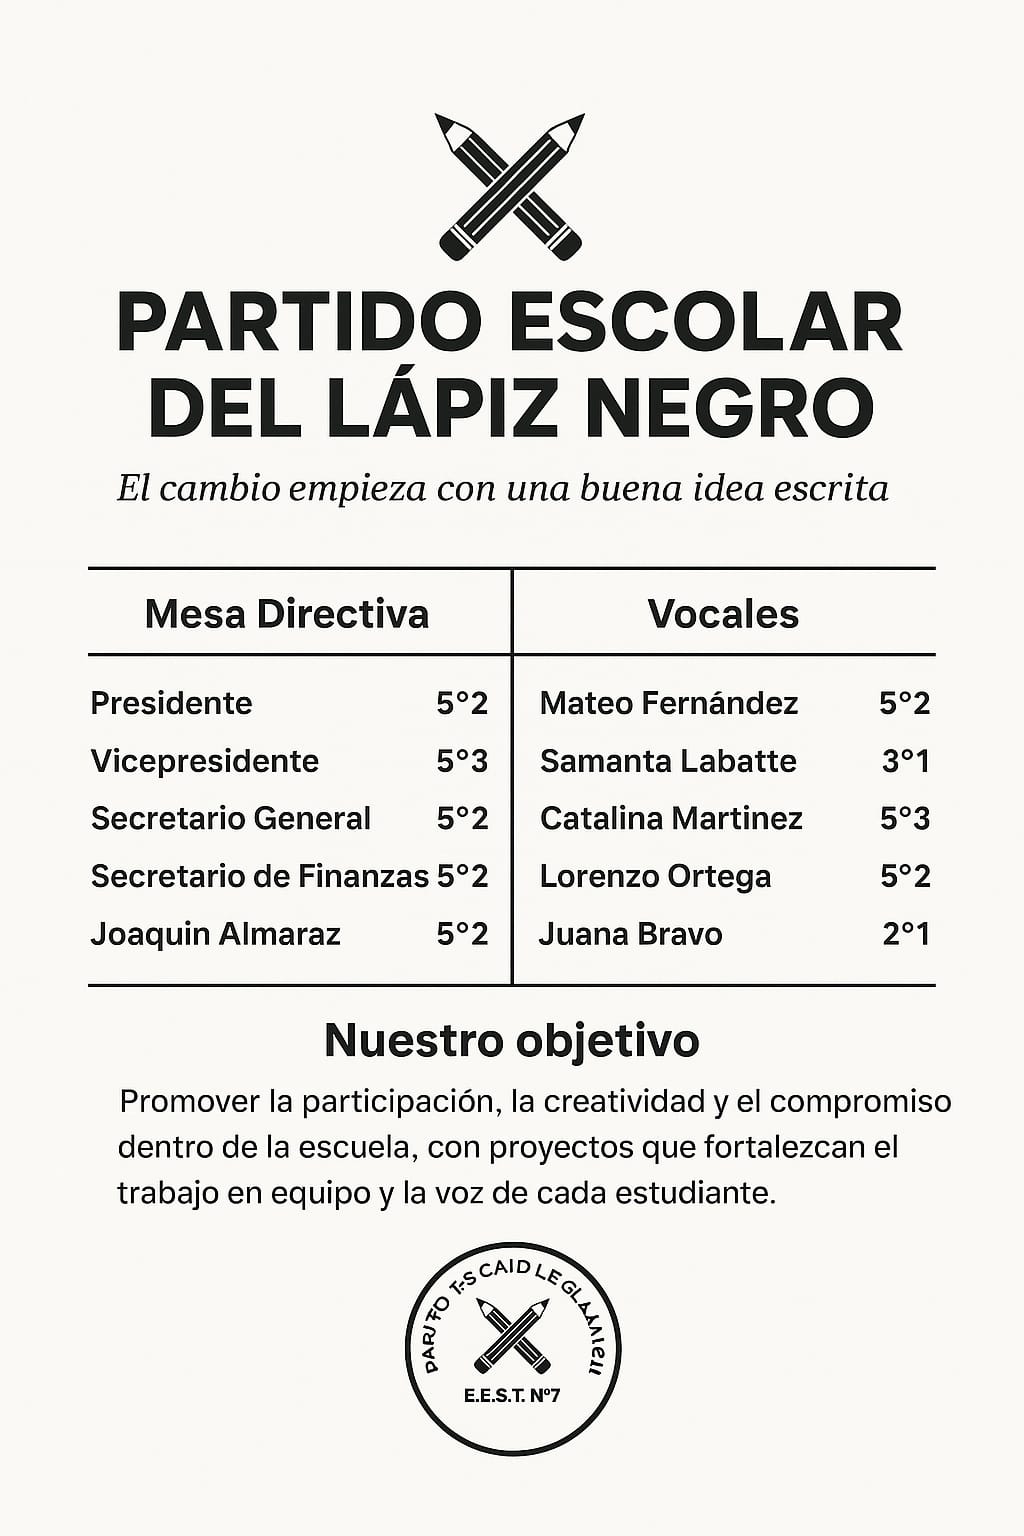 PARTIDO ESCOLAR
DEL LÁPIZ NEGRO
El cambio empieza con una buena idea escrita
Mesa Directiva
Presidente 5°2
Vicepresidente 5°3
Secretario General 5°2
Secretario de Finanzas 5°2
Joaquin Almaraz 5°2
Vocales
Mateo Fernández 5°2
Samanta Labatte 3°1
Catalina Martinez 5°3
Lorenzo Ortega 5°2
Juana Bravo 2°1
Nuestro objetivo
Promover la participación, la creatividad y el compromiso
dentro de la escuela, con proyectos que fortalezcan el
trabajo en equipo y la voz de cada estudiante.
E.E.S.T. Nº7